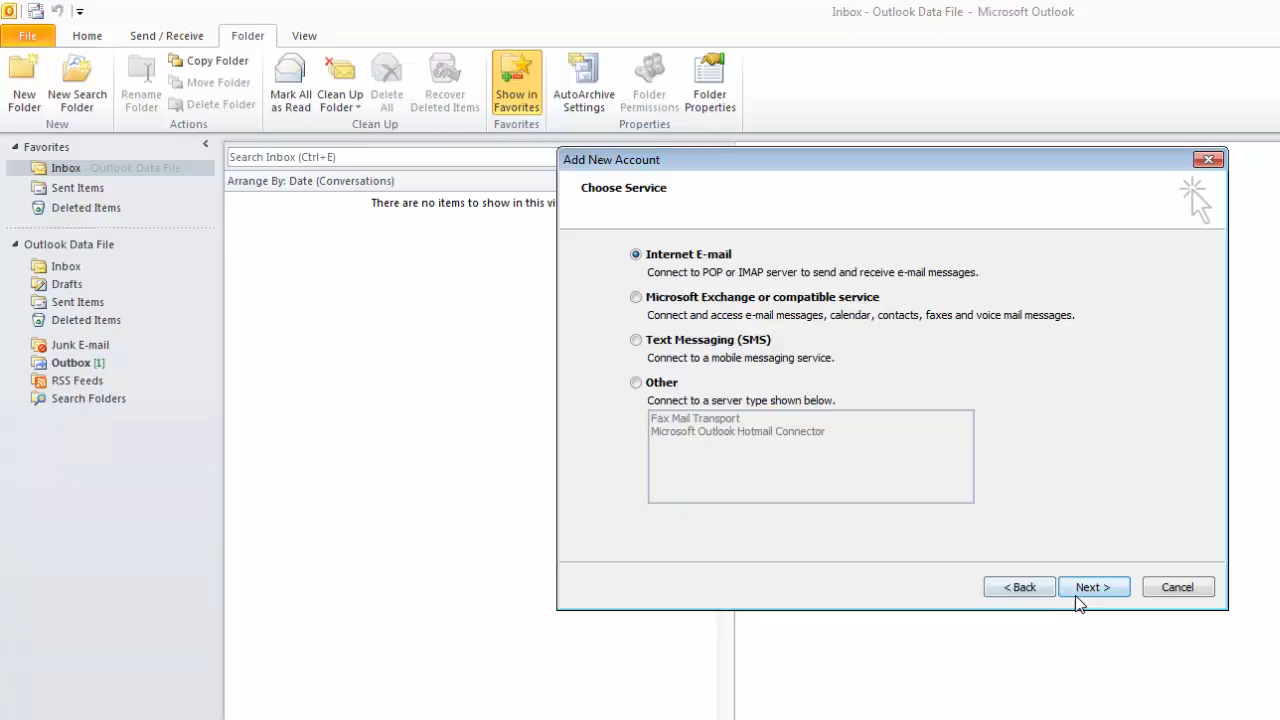 Inbox - Outlook Data File - Microsoft Outlook
File Home Send / Receive Folder View
New Folder
New Search Folder
New
Rename Folder
Copy Folder
Move Folder
Delete Folder
Actions
Mark All as Read
Clean Up Folder
Delete All
Recover Deleted Items
Clean Up
Show in Favorites
Favorites
AutoArchive Settings
Folder Permissions
Folder Properties
Properties
Favorites
Inbox - Outlook Data File
Sent Items
Deleted Items
Outlook Data File
Inbox
Drafts
Sent Items
Deleted Items
Junk E-mail
Outbox [1]
RSS Feeds
Search Folders
Search Inbox (Ctrl+E)
Arrange By: Date (Conversations)
There are no items to show in this vi
Add New Account
Choose Service
Internet E-mail
Connect to POP or IMAP server to send and receive e-mail messages.
Microsoft Exchange or compatible service
Connect and access e-mail messages, calendar, contacts, faxes and voice mail messages.
Text Messaging (SMS)
Connect to a mobile messaging service.
Other
Connect to a server type shown below.
Fax Mail Transport
Microsoft Outlook Hotmail Connector
< Back Next > Cancel